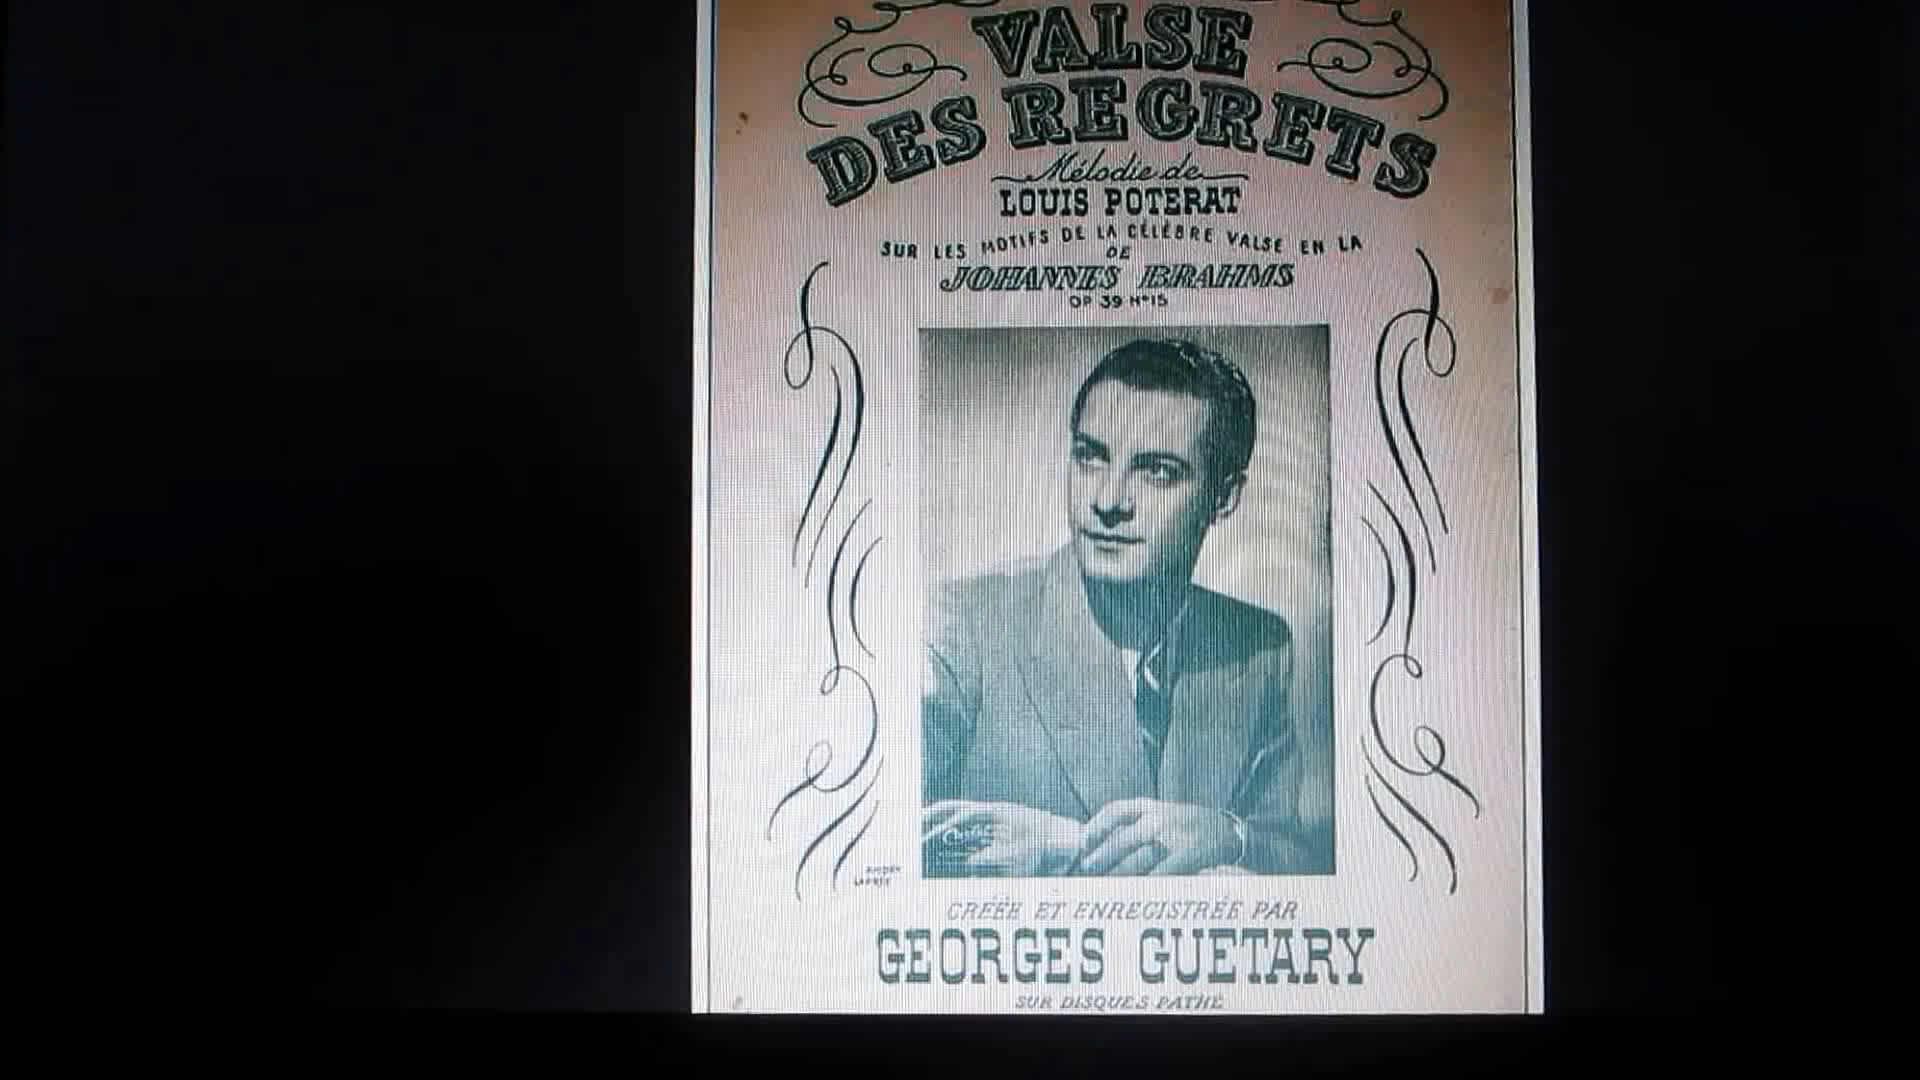 VALSE
DES REGRETS
Mélodie de
LOUIS POTERAT
SUR LES MOTIFS DE LA CÉLÈBRE VALSE EN LA
DE
JOHANNES BRAHMS
OP 39 N°15
CRÉÉE ET ENREGISTRÉE PAR
GEORGES GUETARY
SUR DISQUES PATHÉ